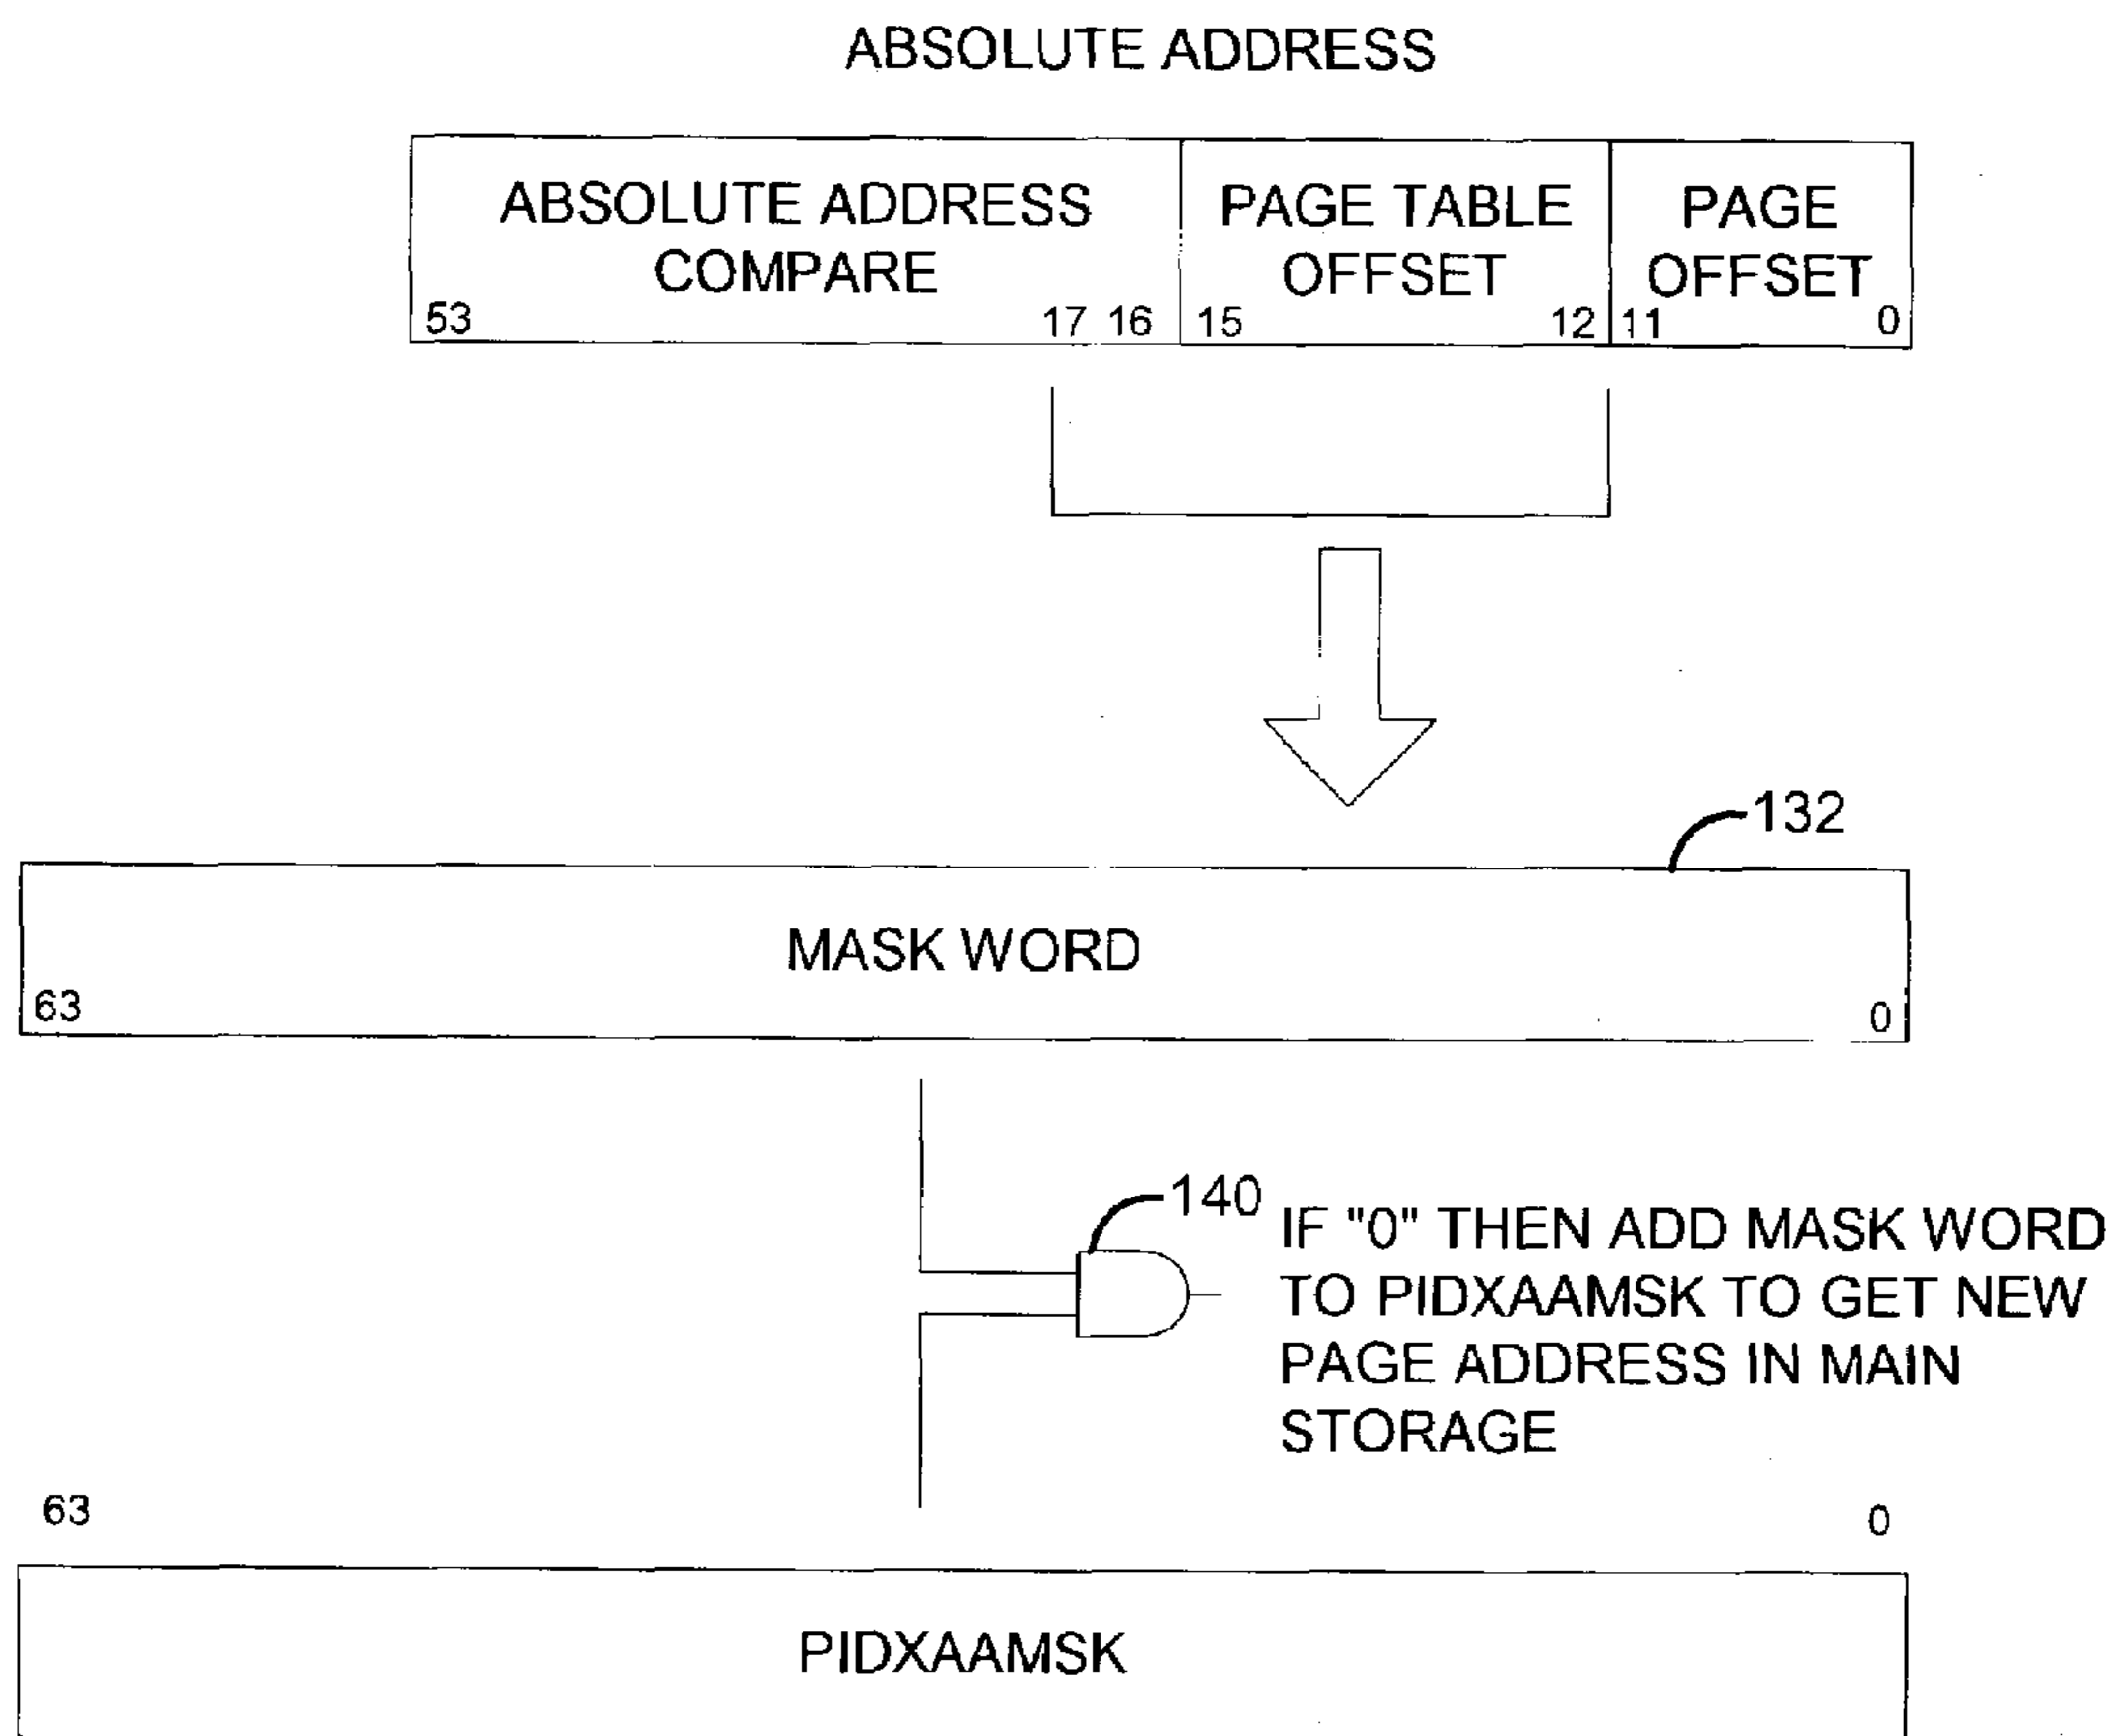 ABSOLUTE ADDRESS
ABSOLUTE ADDRESS
COMPARE
53 17 16
PAGE TABLE
OFFSET
15 12
PAGE
OFFSET
11 0
132
MASK WORD
63 0
140
IF "0" THEN ADD MASK WORD
TO PIDXAAMSK TO GET NEW
PAGE ADDRESS IN MAIN
STORAGE
63 0
PIDXAAMSK